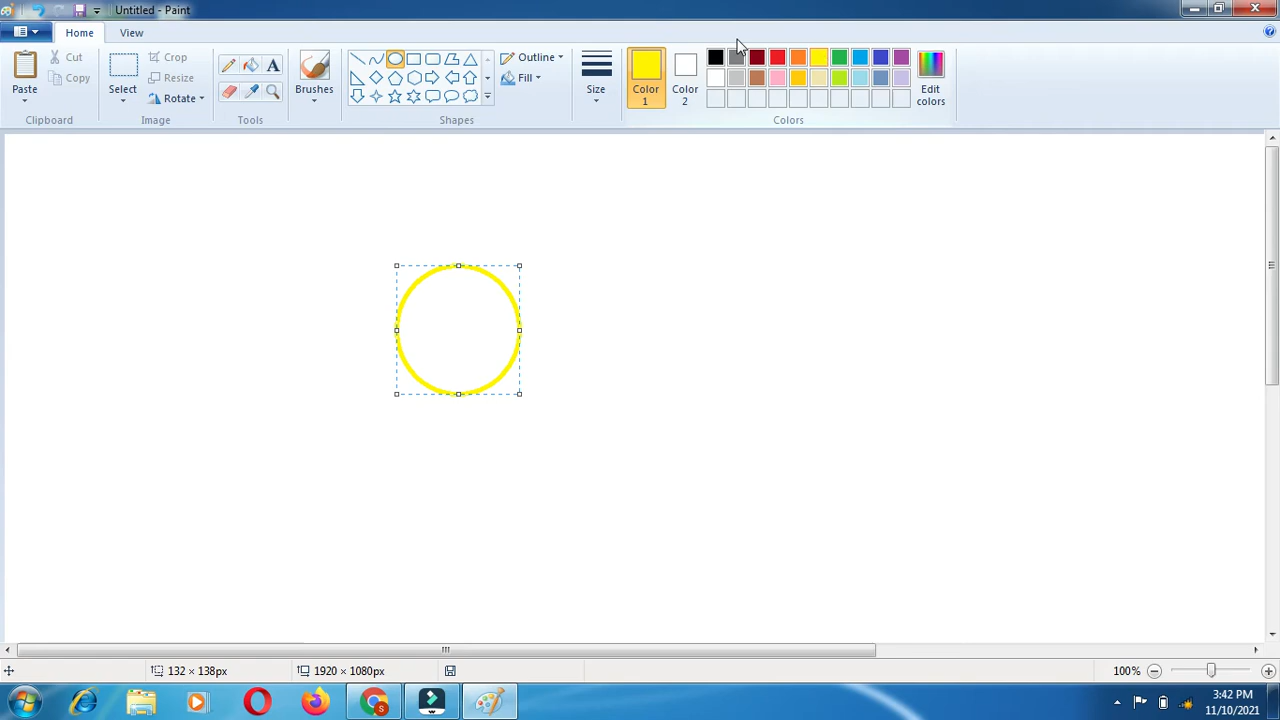 Untitled - Paint
Home
View
Paste
Cut
Copy
Clipboard
Select
Crop
Resize
Rotate
Image
A
Tools
Brushes
Outline
Fill
Shapes
Size
Color
1
Color
2
Edit
colors
Colors
132 × 138px
1920 × 1080px
100%
3:42 PM
11/10/2021